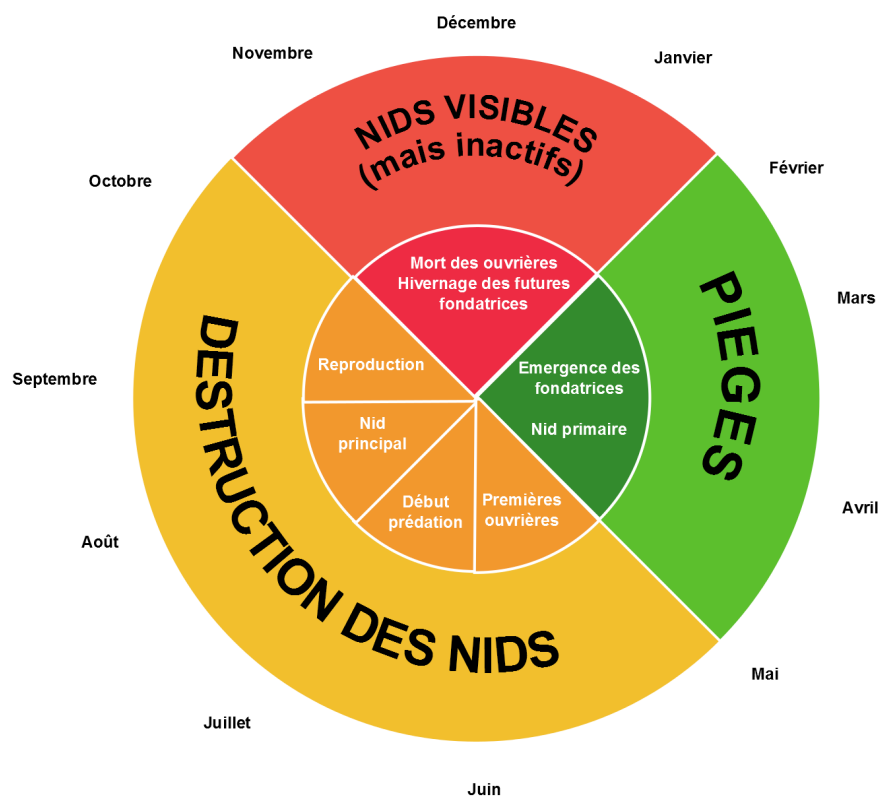 Décembre
Novembre
Janvier
NIDS VISIBLES
(mais inactifs)
Octobre
Février
Mort des ouvrières
Hivernage des futures
fondatrices
PIEGES
Mars
DESTRUCTION DES NIDS
Septembre
Reproduction
Emergence des
fondatrices
Nid primaire
Nid
principal
Début
prédation
Premières
ouvrières
Avril
Août
Mai
Juillet
Juin